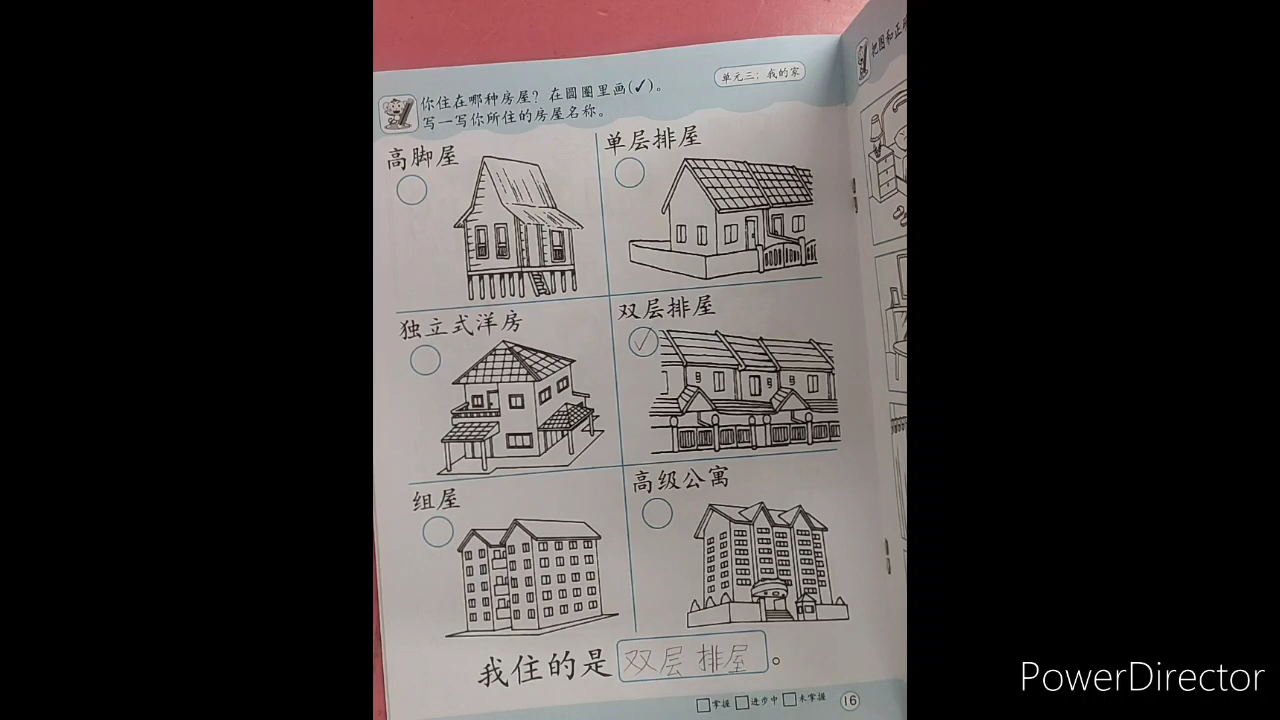 单元三：我的家
你住在哪种房屋？在圆圈里画(✓)。
写一写你所住的房屋名称。
高脚屋
单层排屋
独立式洋房
双层排屋
组屋
高级公寓
我住的是 双层排屋 。
掌握 进步中 未掌握
16
PowerDirector